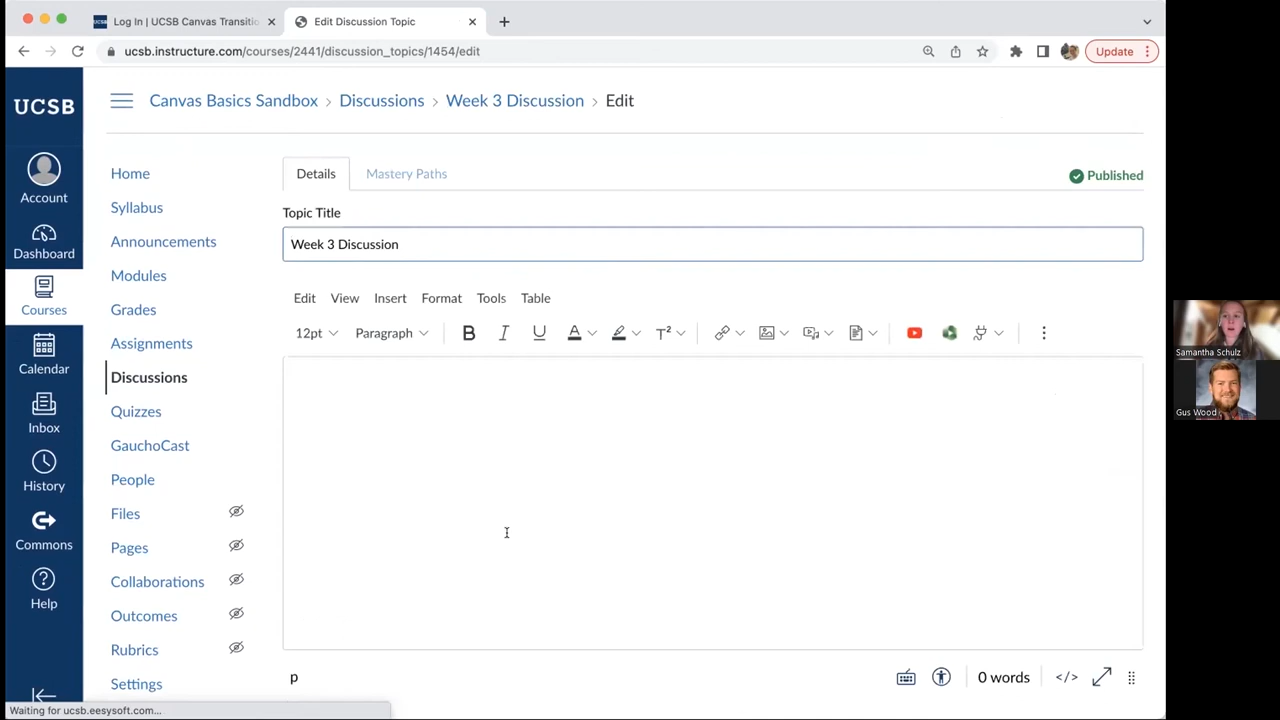 Log In | UCSB Canvas Transitio
Edit Discussion Topic
ucsb.instructure.com/courses/2441/discussion_topics/1454/edit
Update
UCSB
Canvas Basics Sandbox > Discussions > Week 3 Discussion > Edit
Account
Dashboard
Courses
Calendar
Inbox
History
Commons
Help
Home
Syllabus
Announcements
Modules
Grades
Assignments
Discussions
Quizzes
GauchoCast
People
Files
Pages
Collaborations
Outcomes
Rubrics
Settings
Details
Mastery Paths
Published
Topic Title
Week 3 Discussion
Edit View Insert Format Tools Table
12pt Paragraph B I U A T²
p
0 words </>
Waiting for ucsb.eesysoft.com...
Samantha Schulz
Gus Wood